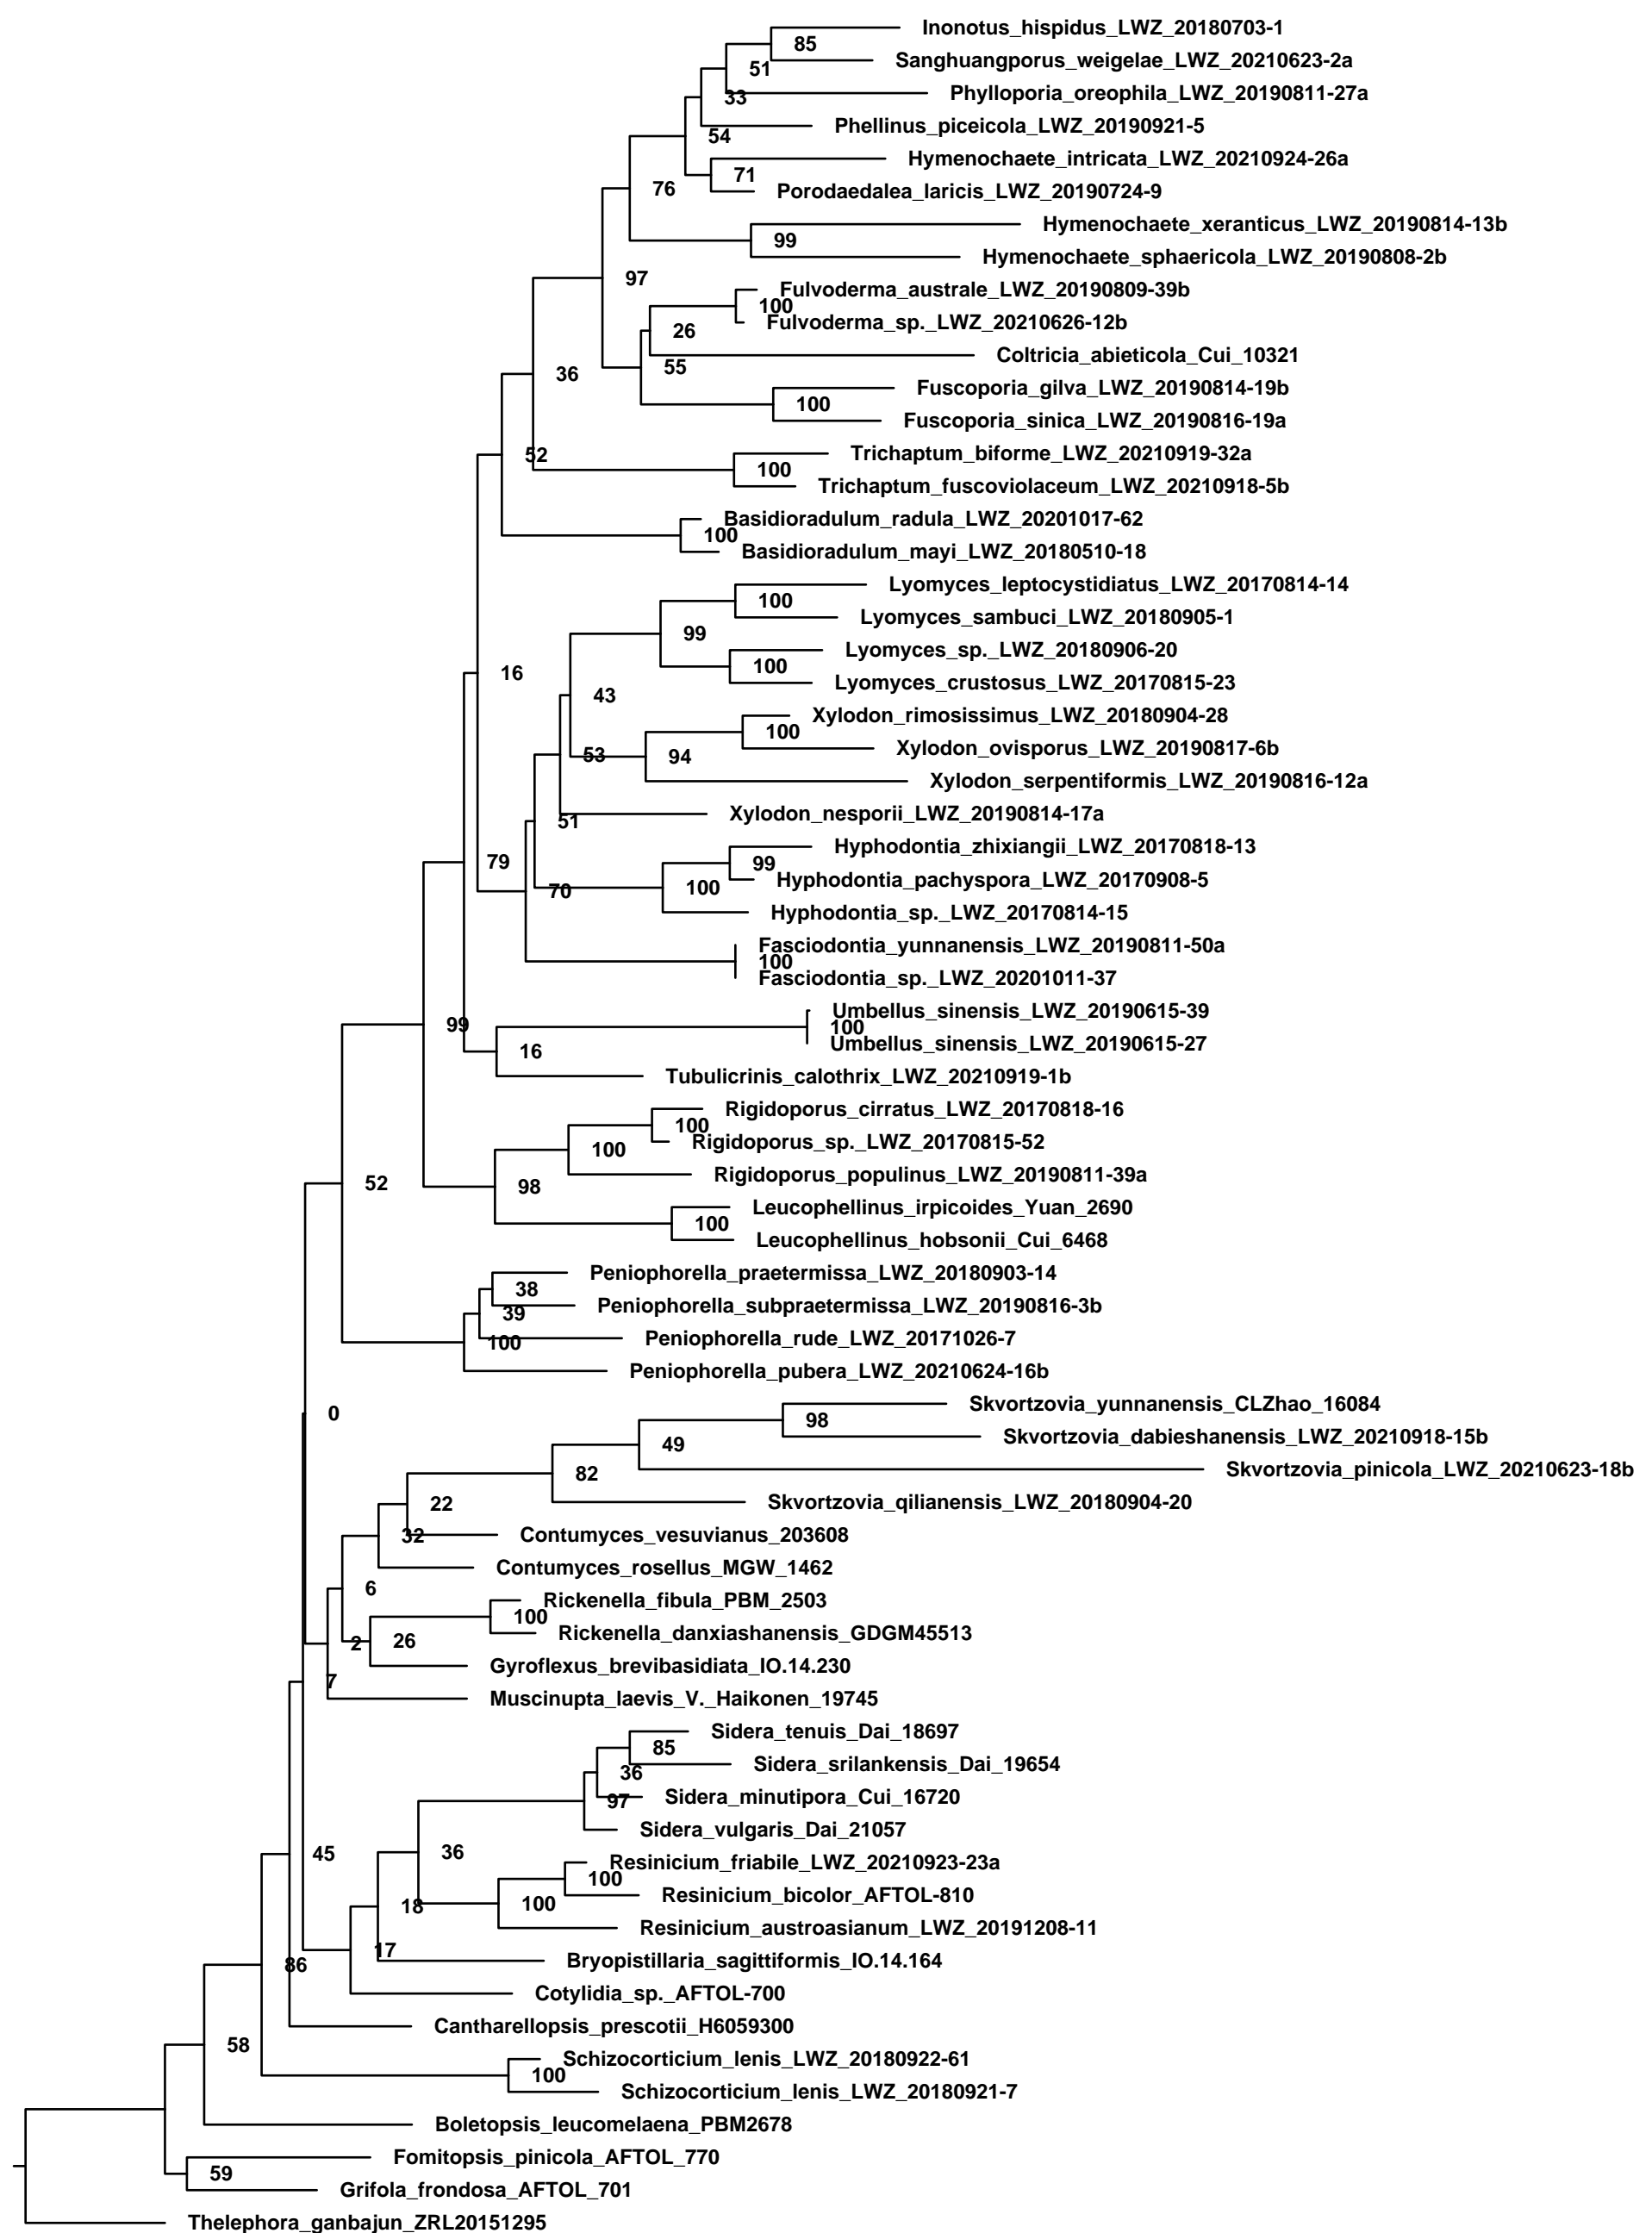 Inonotus_hispidus_LWZ_20180703-1
85
Sanghuangporus_weigelae_LWZ_20210623-2a
51
Phylloporia_oreophila_LWZ_20190811-27a
33
Phellinus_piceicola_LWZ_20190921-5
54
Hymenochaete_intricata_LWZ_20210924-26a
71
Porodaedalea_laricis_LWZ_20190724-9
76
Hymenochaete_xeranticus_LWZ_20190814-13b
99
Hymenochaete_sphaericola_LWZ_20190808-2b
97
Fulvoderma_australe_LWZ_20190809-39b
100
Fulvoderma_sp._LWZ_20210626-12b
26
Coltricia_abieticola_Cui_10321
55
36
Fuscoporia_gilva_LWZ_20190814-19b
100
Fuscoporia_sinica_LWZ_20190816-19a
52
Trichaptum_biforme_LWZ_20210919-32a
100
Trichaptum_fuscoviolaceum_LWZ_20210918-5b
Basidioradulum_radula_LWZ_20201017-62
100
Basidioradulum_mayi_LWZ_20180510-18
Lyomyces_leptocystidiatus_LWZ_20170814-14
100
Lyomyces_sambuci_LWZ_20180905-1
99
Lyomyces_sp._LWZ_20180906-20
100
Lyomyces_crustosus_LWZ_20170815-23
16
43
Xylodon_rimosissimus_LWZ_20180904-28
100
Xylodon_ovisporus_LWZ_20190817-6b
53
94
Xylodon_serpentiformis_LWZ_20190816-12a
Xylodon_nesporii_LWZ_20190814-17a
51
Hyphodontia_zhixiangii_LWZ_20170818-13
79
99
Hyphodontia_pachyspora_LWZ_20170908-5
70
100
Hyphodontia_sp._LWZ_20170814-15
Fasciodontia_yunnanensis_LWZ_20190811-50a
100
Fasciodontia_sp._LWZ_20201011-37
Umbellus_sinensis_LWZ_20190615-39
99
100
Umbellus_sinensis_LWZ_20190615-27
16
Tubulicrinis_calothrix_LWZ_20210919-1b
Rigidoporus_cirratus_LWZ_20170818-16
100
Rigidoporus_sp._LWZ_20170815-52
100
Rigidoporus_populinus_LWZ_20190811-39a
52
98
Leucophellinus_irpicoides_Yuan_2690
100
Leucophellinus_hobsonii_Cui_6468
Peniophorella_praetermissa_LWZ_20180903-14
38
Peniophorella_subpraetermissa_LWZ_20190816-3b
39
Peniophorella_rude_LWZ_20171026-7
100
Peniophorella_pubera_LWZ_20210624-16b
Skvortzovia_yunnanensis_CLZhao_16084
0
98
Skvortzovia_dabieshanensis_LWZ_20210918-15b
49
Skvortzovia_pinicola_LWZ_20210623-18b
82
Skvortzovia_qilianensis_LWZ_20180904-20
22
Contumyces_vesuvianus_203608
32
Contumyces_rosellus_MGW_1462
6
Rickenella_fibula_PBM_2503
100
Rickenella_danxiashanensis_GDGM45513
2
26
Gyroflexus_brevibasidiata_IO.14.230
7
Muscinupta_laevis_V._Haikonen_19745
Sidera_tenuis_Dai_18697
85
Sidera_srilankensis_Dai_19654
36
Sidera_minutipora_Cui_16720
97
Sidera_vulgaris_Dai_21057
45
36
Resinicium_friabile_LWZ_20210923-23a
100
Resinicium_bicolor_AFTOL-810
18
100
Resinicium_austroasianum_LWZ_20191208-11
17
Bryopistillaria_sagittiformis_IO.14.164
86
Cotylidia_sp._AFTOL-700
Cantharellopsis_prescotii_H6059300
58
Schizocorticium_lenis_LWZ_20180922-61
100
Schizocorticium_lenis_LWZ_20180921-7
Boletopsis_leucomelaena_PBM2678
Fomitopsis_pinicola_AFTOL_770
59
Grifola_frondosa_AFTOL_701
Thelephora_ganbajun_ZRL20151295